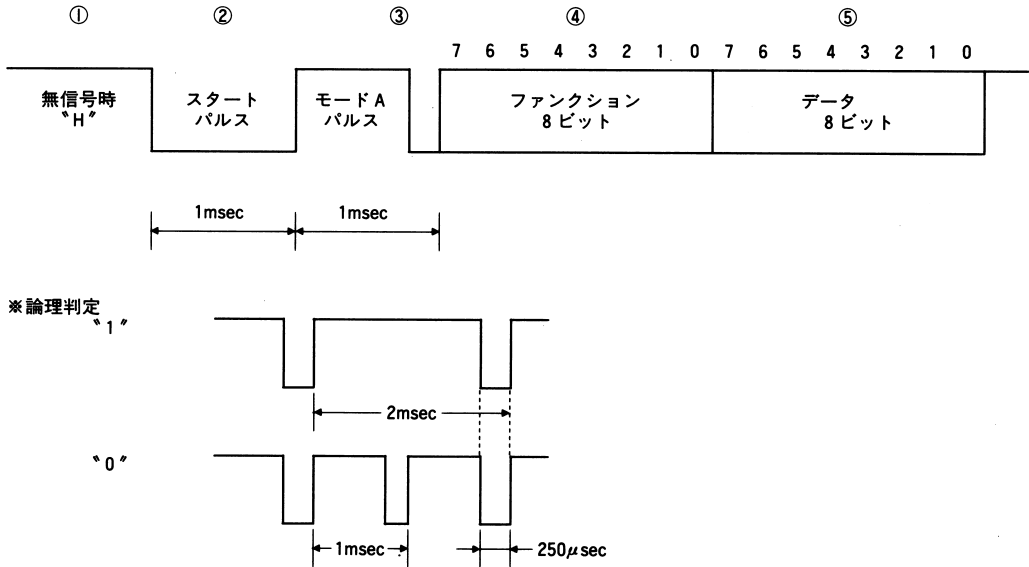 ① ② ③ ④ ⑤
7 6 5 4 3 2 1 0 7 6 5 4 3 2 1 0
無信号時
〝H〞
スタート
パルス
モードA
パルス
ファンクション
8ビット
データ
8ビット
1msec 1msec
※論理判定
〝1〞
2msec
〝0〞
1msec 250μsec